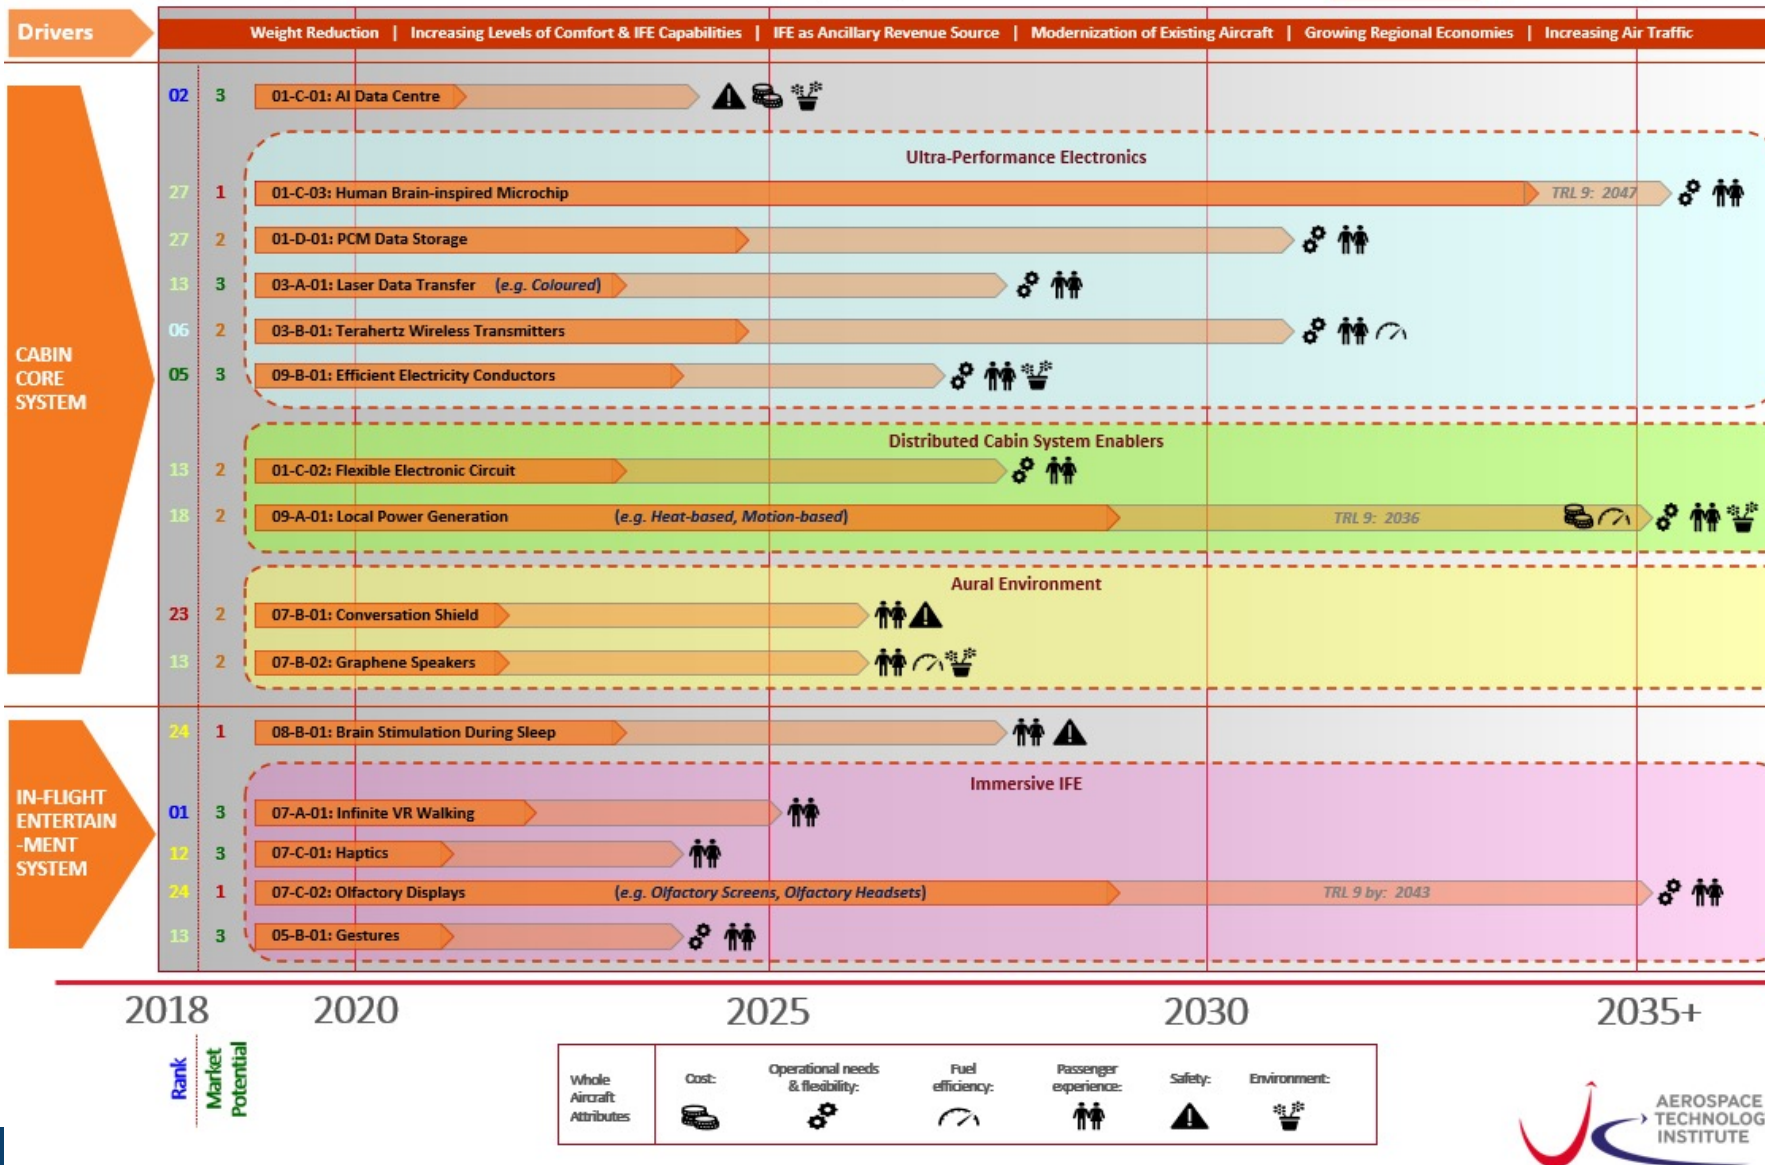 Drivers
Weight Reduction | Increasing Levels of Comfort & IFE Capabilities | IFE as Ancillary Revenue Source | Modernization of Existing Aircraft | Growing Regional Economies | Increasing Air Traffic
CABIN
CORE
SYSTEM
02 3 01-C-01: AI Data Centre
Ultra-Performance Electronics
27 1 01-C-03: Human Brain-inspired Microchip TRL 9: 2047
27 2 01-D-01: PCM Data Storage
13 3 03-A-01: Laser Data Transfer (e.g. Coloured)
06 2 03-B-01: Terahertz Wireless Transmitters
05 3 09-B-01: Efficient Electricity Conductors
Distributed Cabin System Enablers
13 2 01-C-02: Flexible Electronic Circuit
18 2 09-A-01: Local Power Generation (e.g. Heat-based, Motion-based) TRL 9: 2036
Aural Environment
23 2 07-B-01: Conversation Shield
13 2 07-B-02: Graphene Speakers
IN-FLIGHT
ENTERTAIN
-MENT
SYSTEM
24 1 08-B-01: Brain Stimulation During Sleep
Immersive IFE
01 3 07-A-01: Infinite VR Walking
12 3 07-C-01: Haptics
24 1 07-C-02: Olfactory Displays (e.g. Olfactory Screens, Olfactory Headsets) TRL 9 by: 2043
13 3 05-B-01: Gestures
2018 2020 2025 2030 2035+
Rank
Market
Potential
Whole
Aircraft
Attributes
Cost:
Operational needs
& flexibility:
Fuel
efficiency:
Passenger
experience:
Safety:
Environment:
AEROSPACE
TECHNOLOG
INSTITUTE